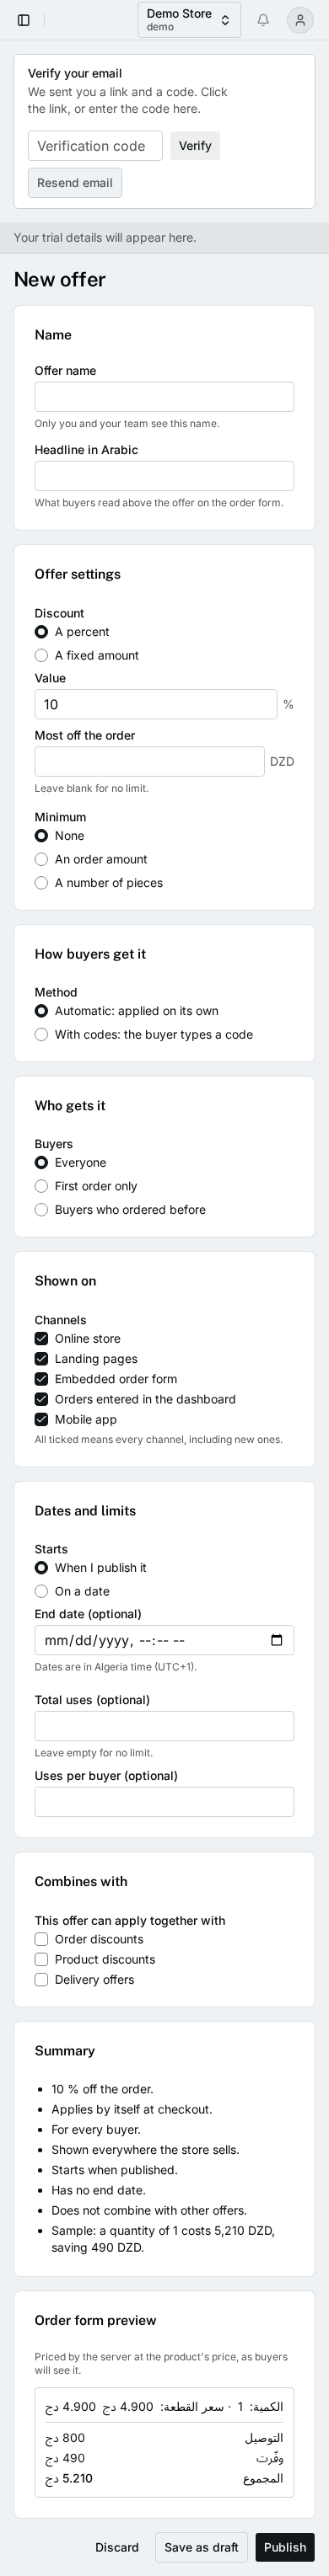 Demo Store
demo
Verify your email
We sent you a link and a code. Click
the link, or enter the code here.
Verification code
Verify
Resend email
Your trial details will appear here.
New offer
Name
Offer name
Only you and your team see this name.
Headline in Arabic
What buyers read above the offer on the order form.
Offer settings
Discount
A percent
A fixed amount
Value
10 %
Most off the order
DZD
Leave blank for no limit.
Minimum
None
An order amount
A number of pieces
How buyers get it
Method
Automatic: applied on its own
With codes: the buyer types a code
Who gets it
Buyers
Everyone
First order only
Buyers who ordered before
Shown on
Channels
Online store
Landing pages
Embedded order form
Orders entered in the dashboard
Mobile app
All ticked means every channel, including new ones.
Dates and limits
Starts
When I publish it
On a date
End date (optional)
mm/dd/yyyy, --:-- --
Dates are in Algeria time (UTC+1).
Total uses (optional)
Leave empty for no limit.
Uses per buyer (optional)
Combines with
This offer can apply together with
Order discounts
Product discounts
Delivery offers
Summary
• 10 % off the order.
• Applies by itself at checkout.
• For every buyer.
• Shown everywhere the store sells.
• Starts when published.
• Has no end date.
• Does not combine with other offers.
• Sample: a quantity of 1 costs 5,210 DZD,
saving 490 DZD.
Order form preview
Priced by the server at the product's price, as buyers
will see it.
الكمية: 1 · سعر القطعة: 4.900 دج 4.900 دج
التوصيل 800 دج
وفّرت 490 دج
المجموع 5.210 دج
Discard
Save as draft
Publish